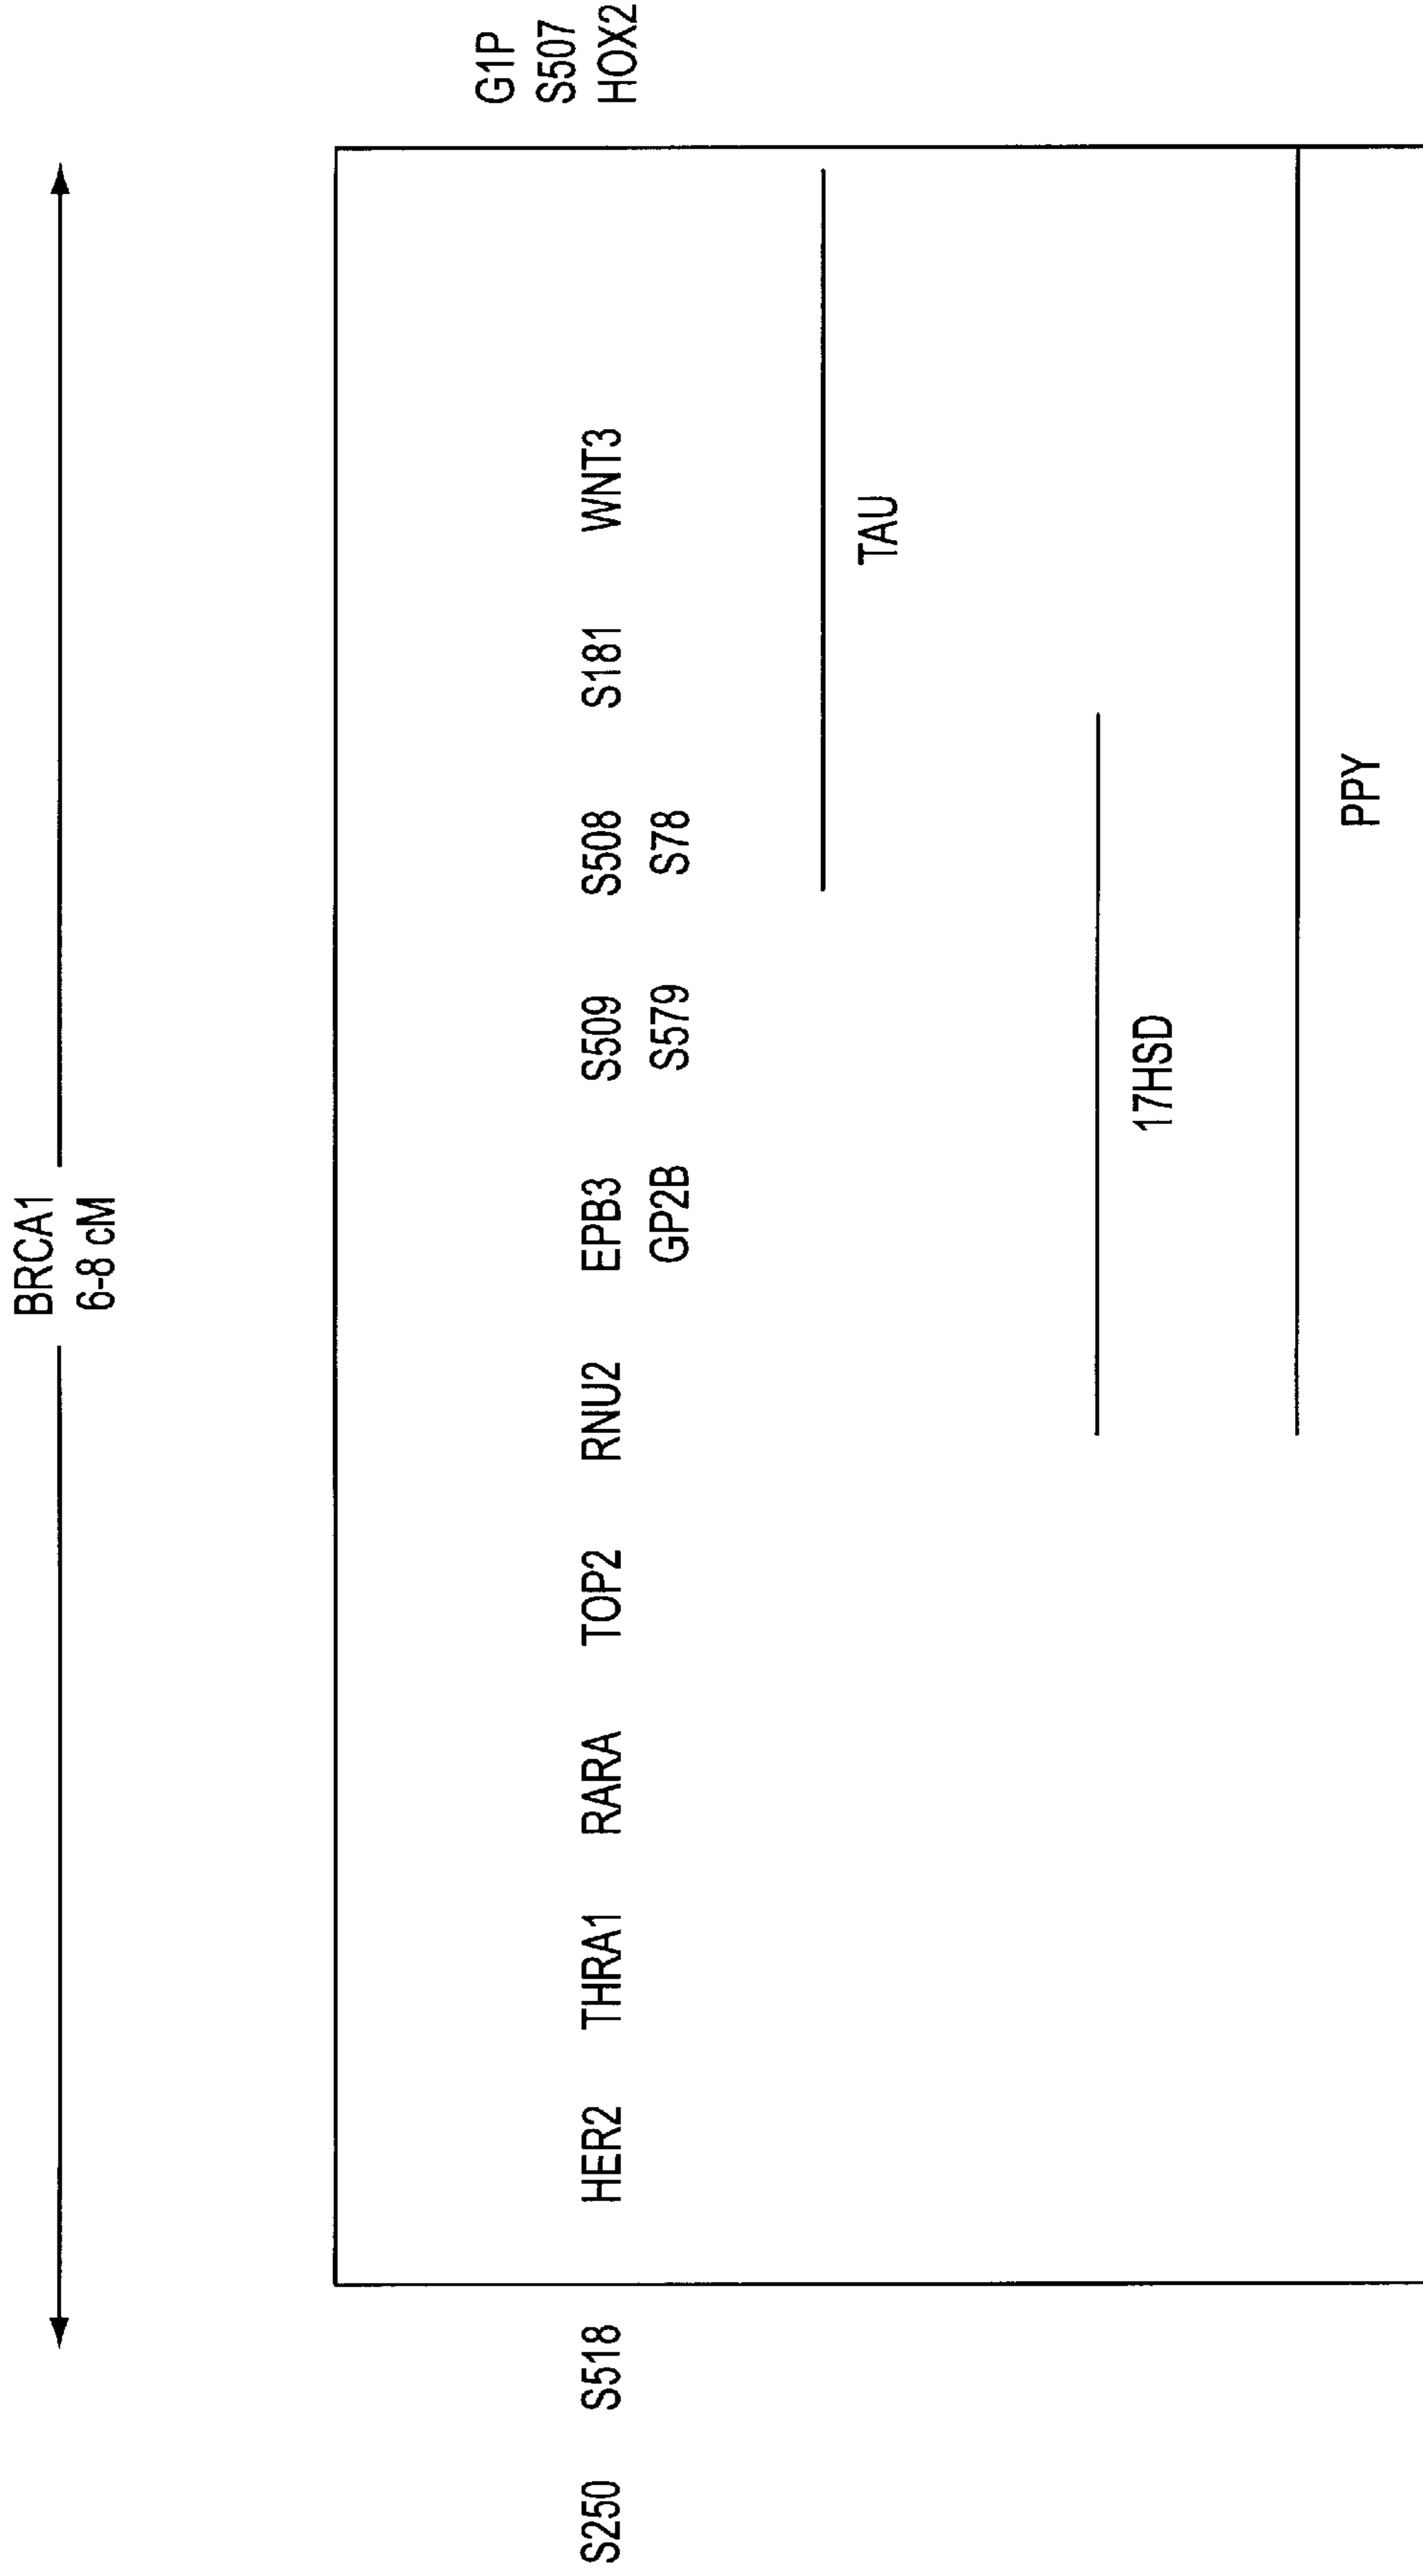 BRCA1
6-8 cM
G1P
S507
HOX2
S250 S518 HER2 THRA1 RARA TOP2 RNU2 EPB3 S509 S508 S181 WNT3
GP2B S579 S78
TAU
17HSD
PPY